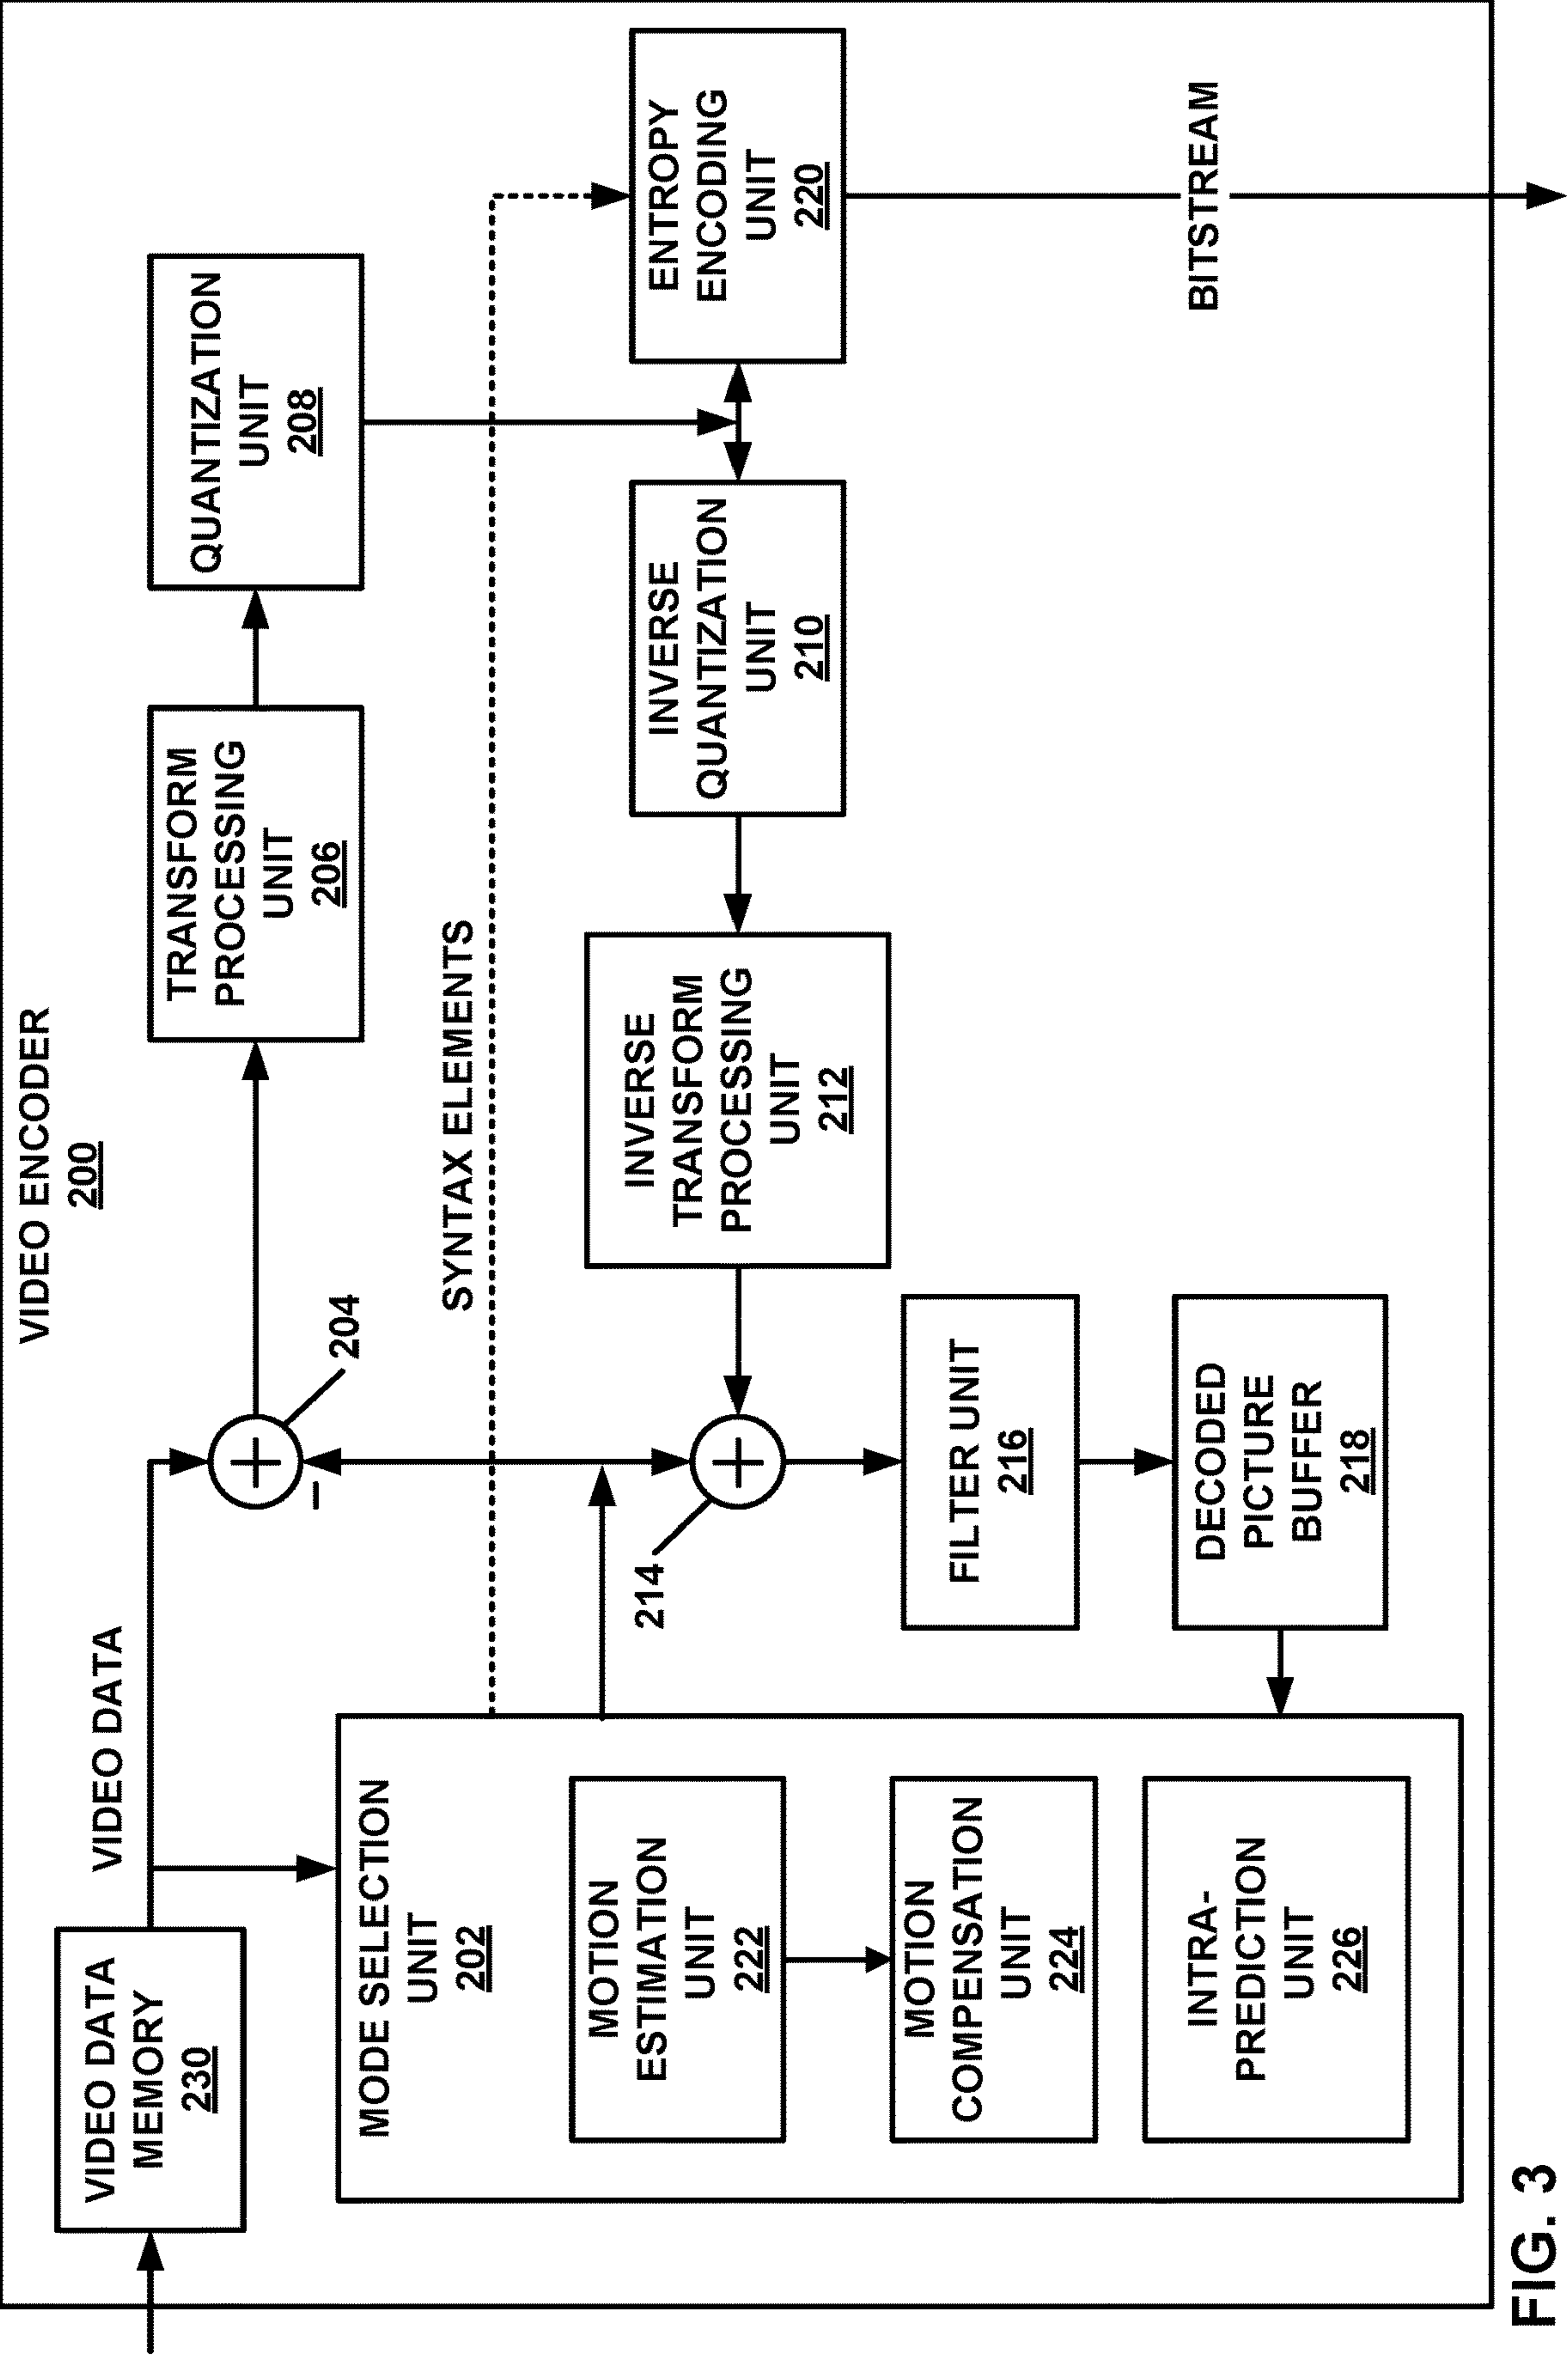 VIDEO ENCODER
200
VIDEO DATA
MEMORY
230
VIDEO DATA
204
–
TRANSFORM
PROCESSING
UNIT
206
QUANTIZATION
UNIT
208
SYNTAX ELEMENTS
MODE SELECTION
UNIT
202
MOTION
ESTIMATION
UNIT
222
MOTION
COMPENSATION
UNIT
224
INTRA-
PREDICTION
UNIT
226
214
INVERSE
TRANSFORM
PROCESSING
UNIT
212
INVERSE
QUANTIZATION
UNIT
210
ENTROPY
ENCODING
UNIT
220
FILTER UNIT
216
DECODED
PICTURE
BUFFER
218
BITSTREAM
FIG. 3